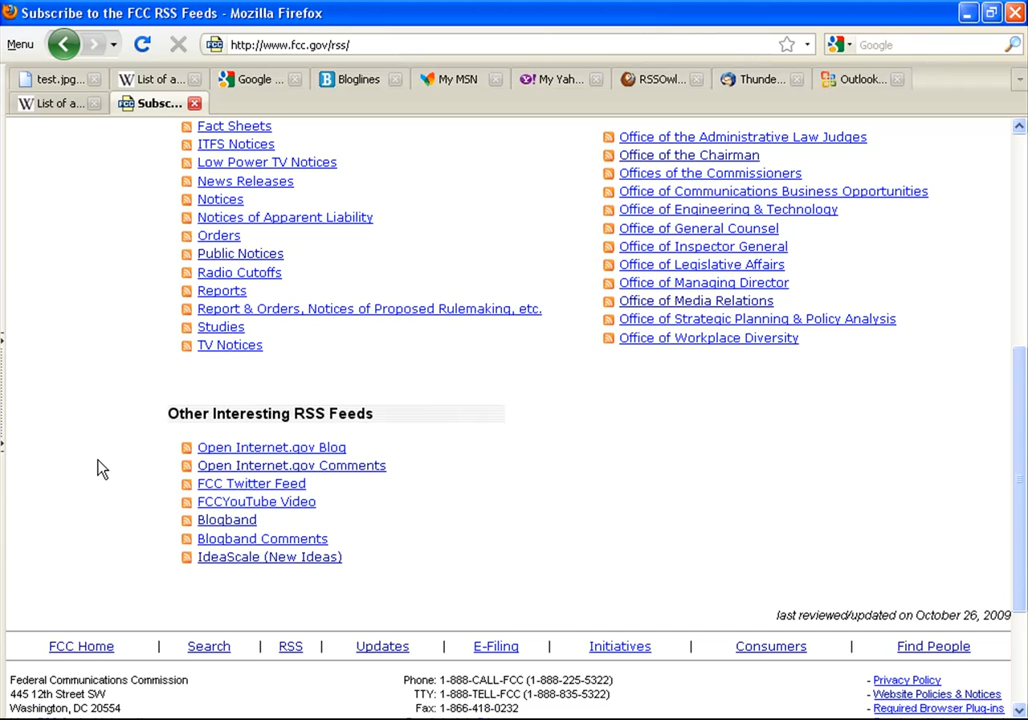 Subscribe to the FCC RSS Feeds - Mozilla Firefox
Menu http://www.fcc.gov/rss/ Google
test.jpg... List of a... Google ... Bloglines My MSN My Yah... RSSOwl... Thunde... Outlook...
List of a... Subsc...
Fact Sheets
ITFS Notices
Low Power TV Notices
News Releases
Notices
Notices of Apparent Liability
Orders
Public Notices
Radio Cutoffs
Reports
Report & Orders, Notices of Proposed Rulemaking, etc.
Studies
TV Notices
Office of the Administrative Law Judges
Office of the Chairman
Offices of the Commissioners
Office of Communications Business Opportunities
Office of Engineering & Technology
Office of General Counsel
Office of Inspector General
Office of Legislative Affairs
Office of Managing Director
Office of Media Relations
Office of Strategic Planning & Policy Analysis
Office of Workplace Diversity
Other Interesting RSS Feeds
Open Internet.gov Blog
Open Internet.gov Comments
FCC Twitter Feed
FCCYouTube Video
Blogband
Blogband Comments
IdeaScale (New Ideas)
last reviewed/updated on October 26, 2009
FCC Home | Search | RSS | Updates | E-Filing | Initiatives | Consumers | Find People
Federal Communications Commission
445 12th Street SW
Washington, DC 20554
Phone: 1-888-CALL-FCC (1-888-225-5322)
TTY: 1-888-TELL-FCC (1-888-835-5322)
Fax: 1-866-418-0232
- Privacy Policy
- Website Policies & Notices
- Required Browser Plug-ins